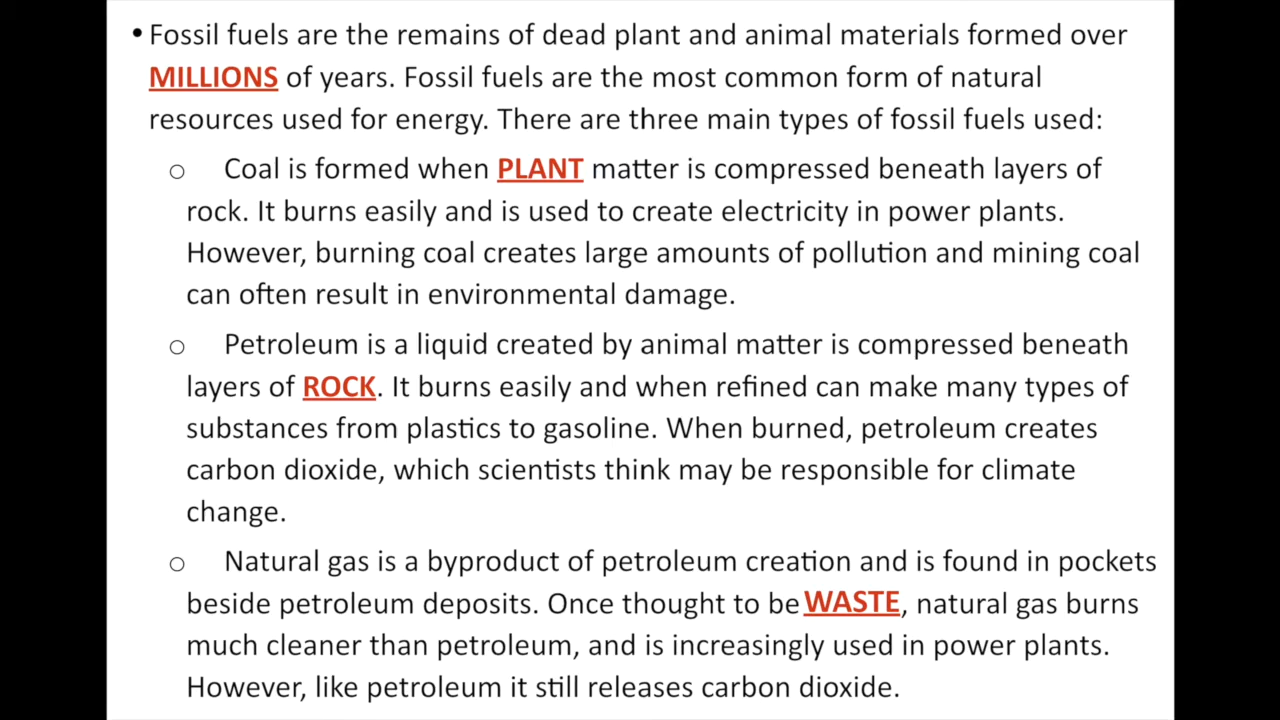 • Fossil fuels are the remains of dead plant and animal materials formed over
MILLIONS of years. Fossil fuels are the most common form of natural
resources used for energy. There are three main types of fossil fuels used:
o Coal is formed when PLANT matter is compressed beneath layers of
rock. It burns easily and is used to create electricity in power plants.
However, burning coal creates large amounts of pollution and mining coal
can often result in environmental damage.
o Petroleum is a liquid created by animal matter is compressed beneath
layers of ROCK. It burns easily and when refined can make many types of
substances from plastics to gasoline. When burned, petroleum creates
carbon dioxide, which scientists think may be responsible for climate
change.
o Natural gas is a byproduct of petroleum creation and is found in pockets
beside petroleum deposits. Once thought to be WASTE, natural gas burns
much cleaner than petroleum, and is increasingly used in power plants.
However, like petroleum it still releases carbon dioxide.